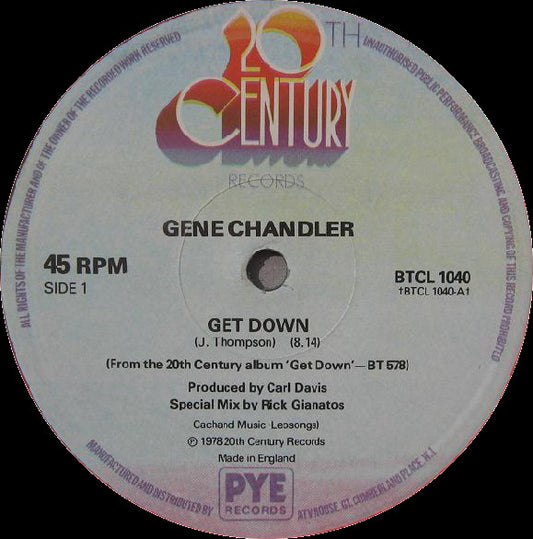 20TH
CENTURY
RECORDS
GENE CHANDLER
45 RPM
SIDE 1
BTCL 1040
†BTCL 1040-A1
GET DOWN
(J. Thompson) (8.14)
(From the 20th Century album 'Get Down'—BT 578)
Produced by Carl Davis
Special Mix by Rick Gianatos
Cachand Music Leosongs)
℗ 1978 20th Century Records
Made in England
PYE
RECORDS
ALL RIGHTS OF THE MANUFACTURER AND OF THE OWNER OF THE RECORDED WORK RESERVED
UNAUTHORISED PUBLIC PERFORMANCE, BROADCASTING AND COPYING OF THIS RECORD PROHIBITED
MANUFACTURED AND DISTRIBUTED BY
ATV HOUSE, GT. CUMBERLAND PLACE, W.1